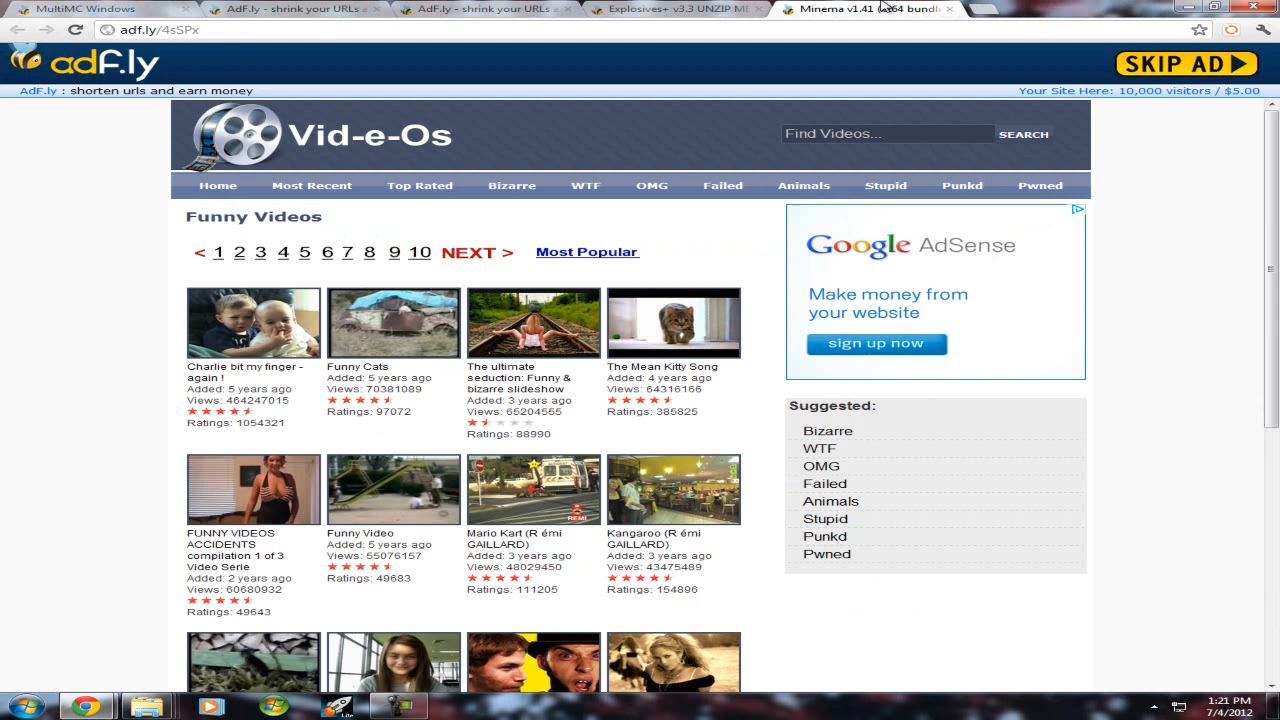 MultiMC Windows
AdF.ly - shrink your URLs a
AdF.ly - shrink your URLs a
Explosives+ v3.3 UNZIP ME
Minema v1.41
x64 bundl
adf.ly/4sSPx
adF.ly
SKIP AD
AdF.ly : shorten urls and earn money
Your Site Here: 10,000 visitors / $5.00
Vid-e-Os
Find Videos...
SEARCH
Home Most Recent Top Rated Bizarre WTF OMG Failed Animals Stupid Punkd Pwned
Funny Videos
< 1 2 3 4 5 6 7 8 9 10 NEXT > Most Popular
Charlie bit my finger -
again !
Added: 5 years ago
Views: 464247015
Ratings: 1054321
Funny Cats
Added: 5 years ago
Views: 70381089
Ratings: 97072
The ultimate
seduction: Funny &
bizarre slideshow
Added: 3 years ago
Views: 65204555
Ratings: 88990
The Mean Kitty Song
Added: 4 years ago
Views: 64316166
Ratings: 385825
Google AdSense
Make money from
your website
sign up now
Suggested:
Bizarre
WTF
OMG
Failed
Animals
Stupid
Punkd
Pwned
FUNNY VIDEOS
ACCIDENTS
compilation 1 of 3
Video Serie
Added: 2 years ago
Views: 60680932
Ratings: 49643
Funny Video
Added: 5 years ago
Views: 55076157
Ratings: 49683
REMI
Mario Kart (R émi
GAILLARD)
Added: 3 years ago
Views: 48029450
Ratings: 111205
Kangaroo (R émi
GAILLARD)
Added: 3 years ago
Views: 43475489
Ratings: 154896
Lite
1:21 PM
7/4/2012